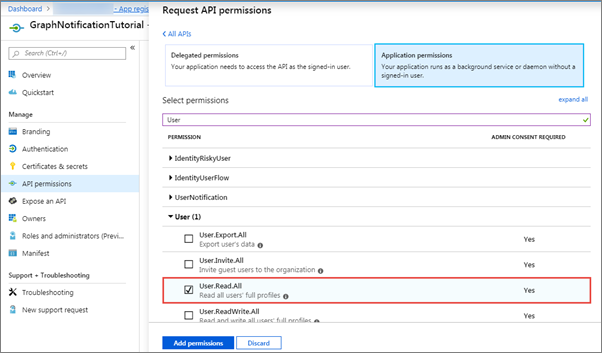 Dashboard > - App regis
GraphNotificationTutorial
Search (Ctrl+/)
«
Overview
Quickstart
Manage
Branding
Authentication
Certificates & secrets
API permissions
Expose an API
Owners
Roles and administrators (Previ...
Manifest
Support + Troubleshooting
Troubleshooting
New support request
Request API permissions
All APIs
Delegated permissions
Your application needs to access the API as the signed-in user.
Application permissions
Your application runs as a background service or daemon without a
signed-in user.
Select permissions
expand all
User
PERMISSION ADMIN CONSENT REQUIRED
IdentityRiskyUser
IdentityUserFlow
UserNotification
User (1)
User.Export.All
Export user's data
Yes
User.Invite.All
Invite guest users to the organization
Yes
User.Read.All
Read all users' full profiles
Yes
User.ReadWrite.All
Read and write all users' full profiles
Yes
Add permissions
Discard